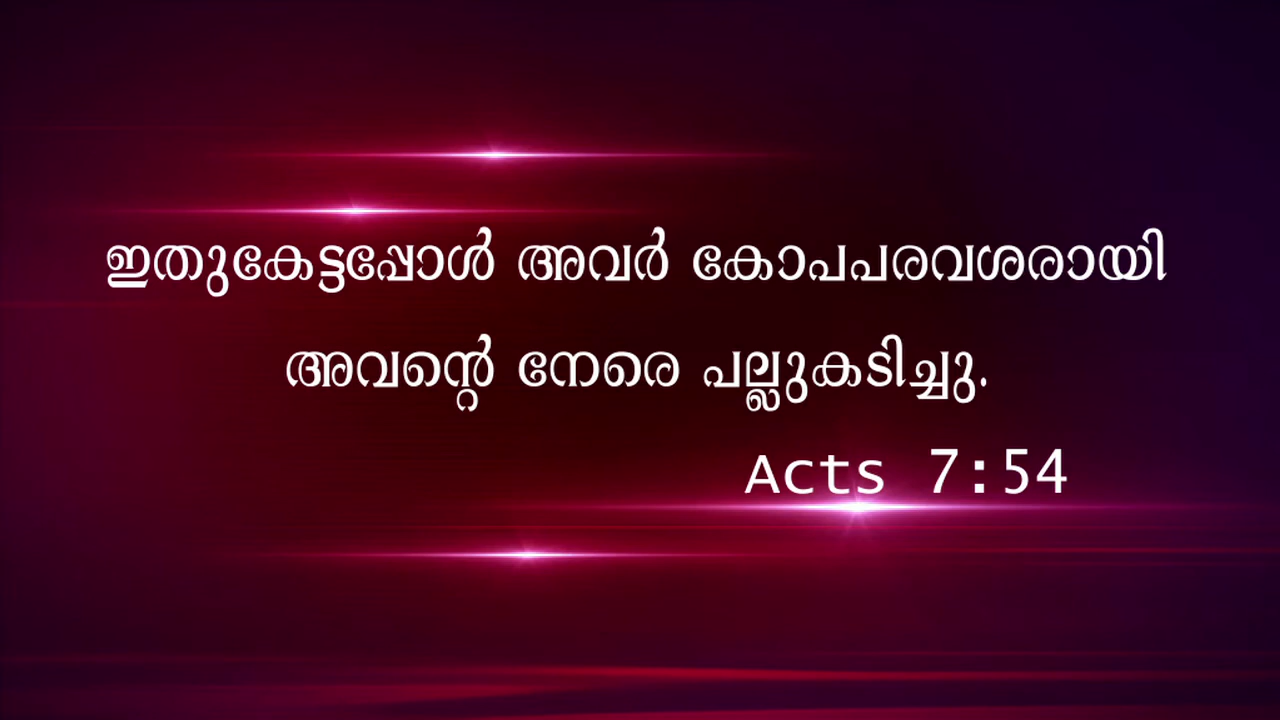 ഇതുകേട്ടപ്പോൾ അവർ കോപപരവശരായി
അവന്റെ നേരെ പല്ലുകടിച്ചു.
Acts 7:54